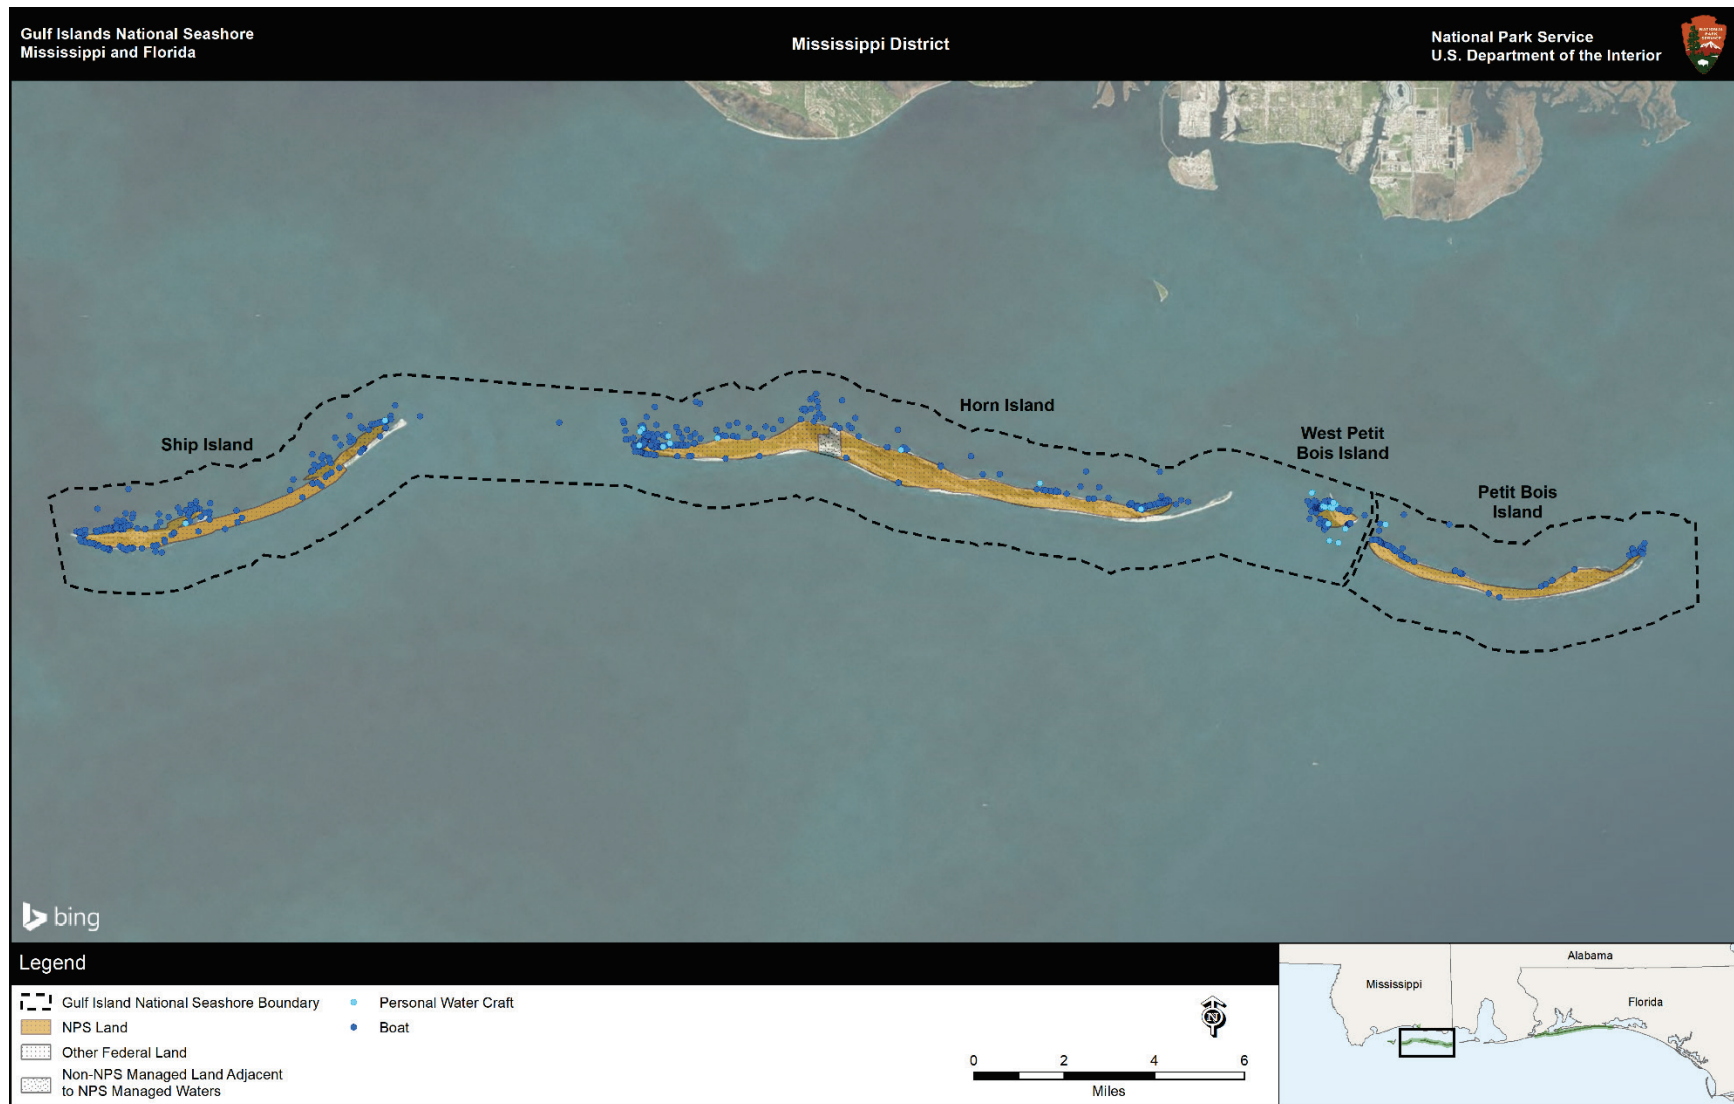 Gulf Islands National Seashore
Mississippi and Florida
Mississippi District
National Park Service
U.S. Department of the Interior
NATIONAL
PARK
SERVICE
Horn Island
Ship Island
West Petit
Bois Island
Petit Bois
Island
bing
Legend
Gulf Island National Seashore Boundary
NPS Land
Other Federal Land
Non-NPS Managed Land Adjacent
to NPS Managed Waters
Personal Water Craft
Boat
N
0 2 4 6
Miles
Alabama
Mississippi
Florida